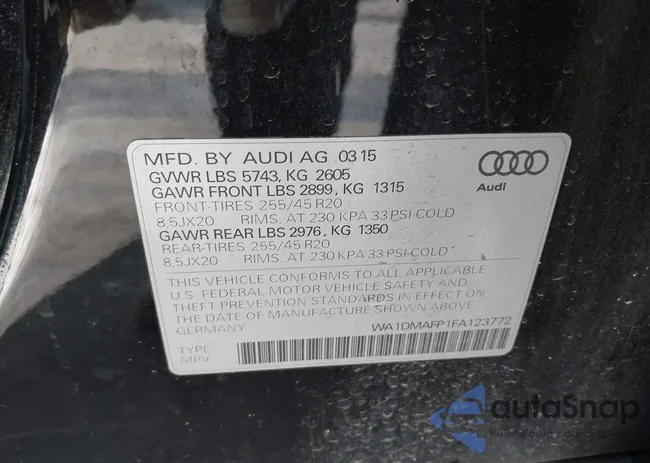 MFD. BY AUDI AG 03 15
GVWR LBS 5743, KG 2605
GAWR FRONT LBS 2899, KG 1315
FRONT-TIRES 255/45 R20
8,5JX20 RIMS. AT 230 KPA 33 PSI-COLD
GAWR REAR LBS 2976, KG 1350
REAR-TIRES 255/45 R20
8,5JX20 RIMS. AT 230 KPA 33 PSI-COLD
Audi
THIS VEHICLE CONFORMS TO ALL APPLICABLE
U.S. FEDERAL MOTOR VEHICLE SAFETY AND
THEFT PREVENTION STANDARDS IN EFFECT ON
THE DATE OF MANUFACTURE SHOWN ABOVE
GERMANY
WA1DMAFP1FA123772
TYPE
MPV
autoSnap
Pewne auto z